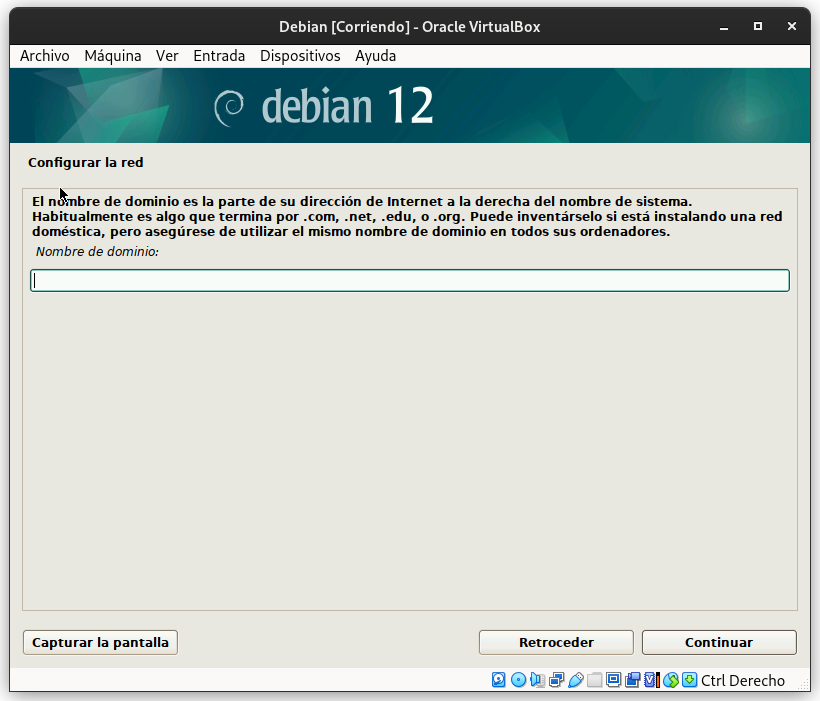 Debian [Corriendo] - Oracle VirtualBox
Archivo Máquina Ver Entrada Dispositivos Ayuda
debian 12
Configurar la red
El nombre de dominio es la parte de su dirección de Internet a la derecha del nombre de sistema.
Habitualmente es algo que termina por .com, .net, .edu, o .org. Puede inventárselo si está instalando una red
doméstica, pero asegúrese de utilizar el mismo nombre de dominio en todos sus ordenadores.
Nombre de dominio:
Capturar la pantalla Retroceder Continuar
Ctrl Derecho